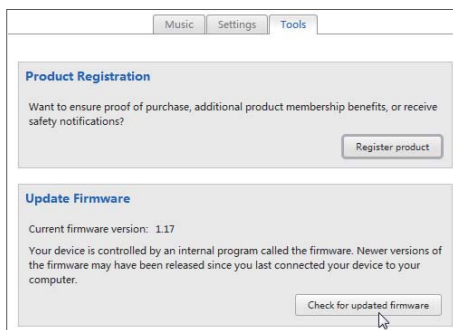 Music Settings Tools
Product Registration
Want to ensure proof of purchase, additional product membership benefits, or receive
safety notifications?
Register product
Update Firmware
Current firmware version: 1.17
Your device is controlled by an internal program called the firmware. Newer versions of
the firmware may have been released since you last connected your device to your
computer.
Check for updated firmware